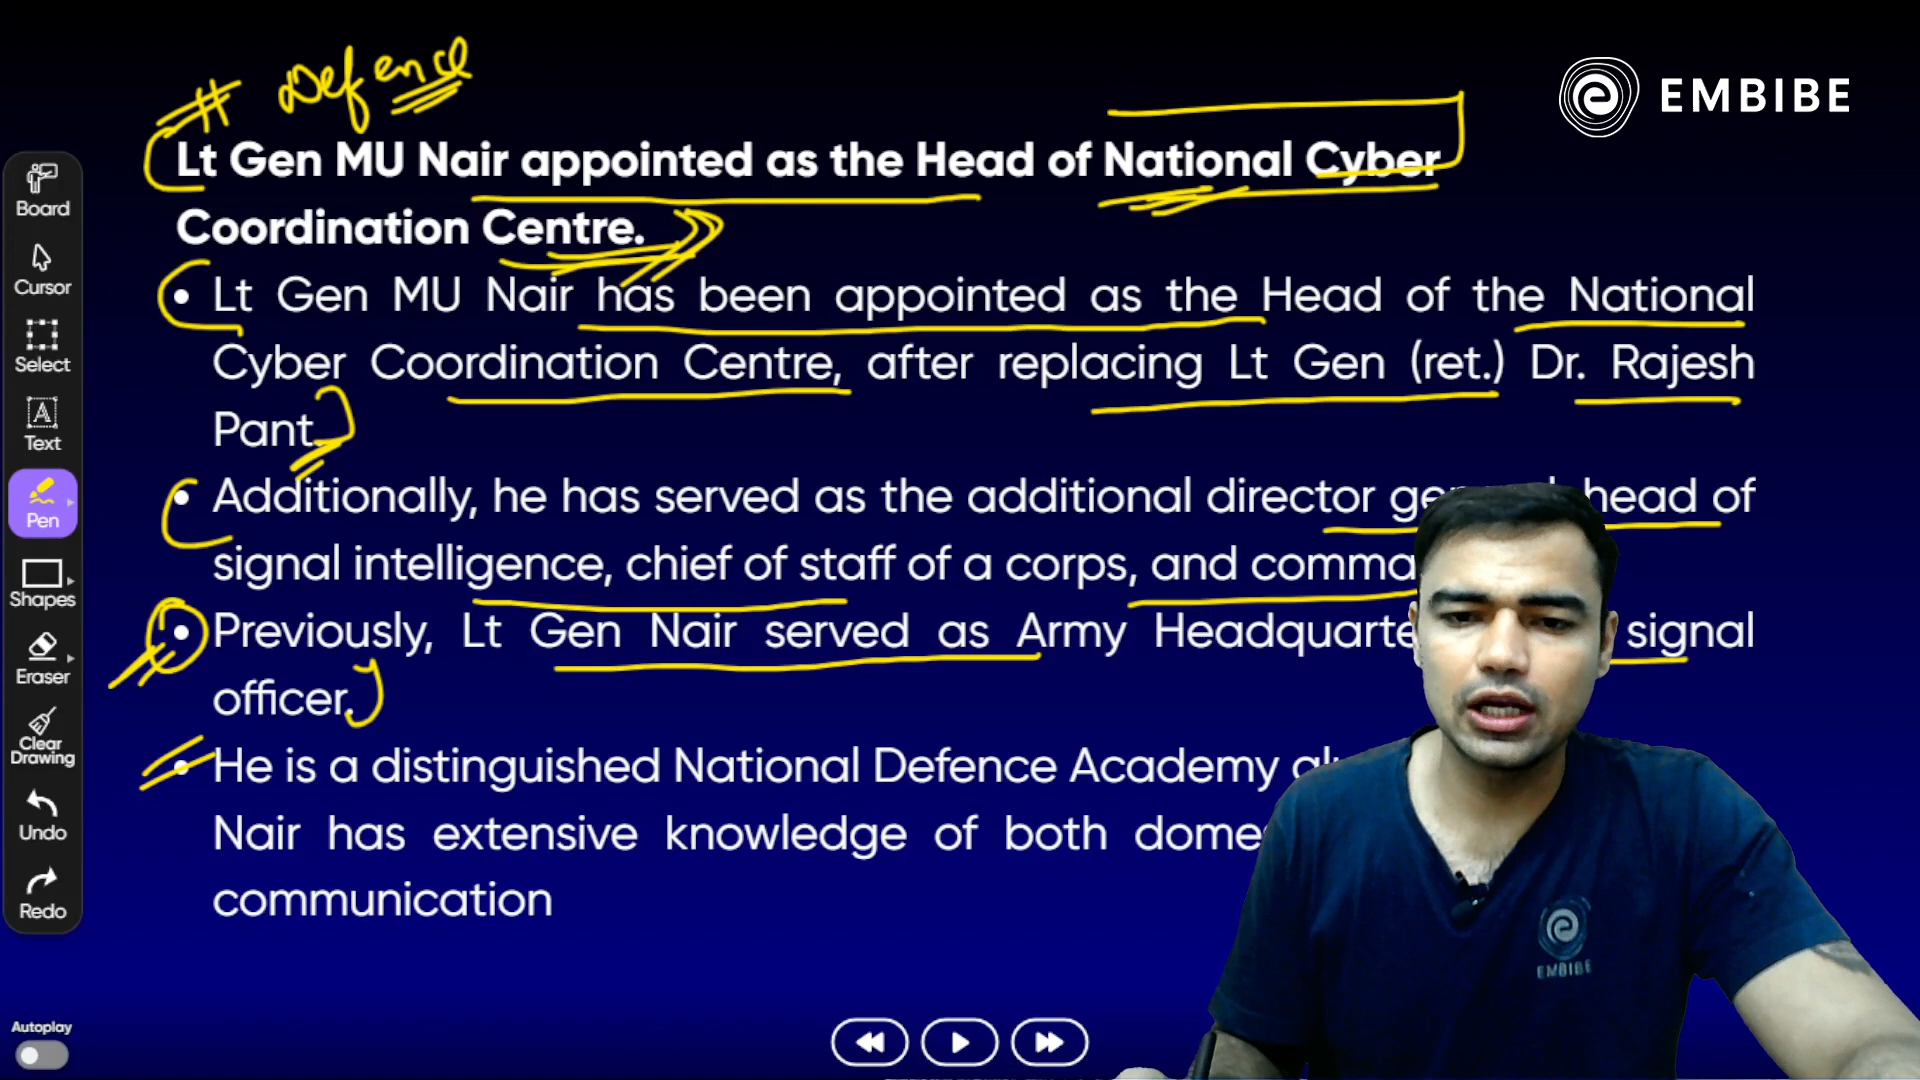 # Defence
EMBIBE
Lt Gen MU Nair appointed as the Head of National Cyber
Coordination Centre.
• Lt Gen MU Nair has been appointed as the Head of the National
Cyber Coordination Centre, after replacing Lt Gen (ret.) Dr. Rajesh
Pant
• Additionally, he has served as the additional director head of
signal intelligence, chief of staff of a corps, and
• Previously, Lt Gen Nair served as Army signal
officer.
• He is a distinguished National Defence Academy
Nair has extensive knowledge of both
communication
Board
Cursor
Select
Text
Pen
Shapes
Eraser
Clear
Drawing
Undo
Redo
Autoplay
EMBIBE